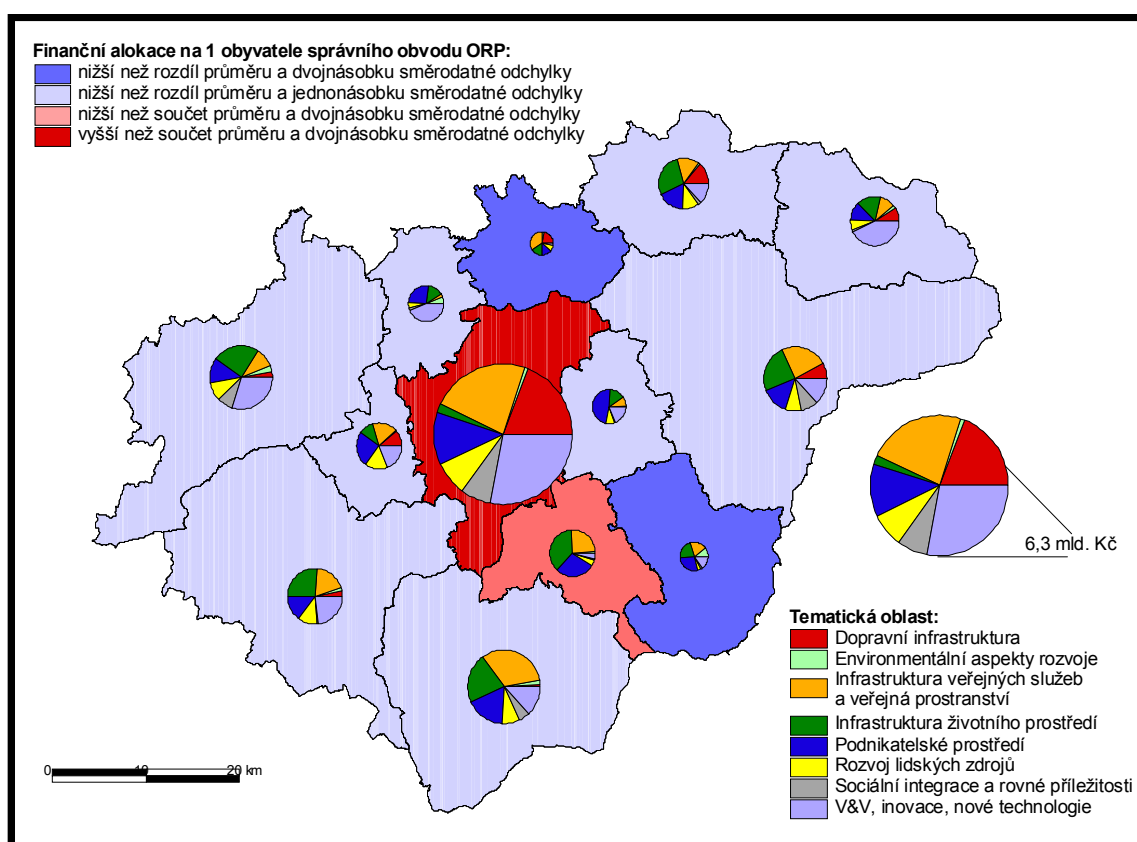 Finanční alokace na 1 obyvatele správního obvodu ORP:
nižší než rozdíl průměru a dvojnásobku směrodatné odchylky
nižší než rozdíl průměru a jednonásobku směrodatné odchylky
nižší než součet průměru a dvojnásobku směrodatné odchylky
vyšší než součet průměru a dvojnásobku směrodatné odchylky
6,3 mld. Kč
Tematická oblast:
Dopravní infrastruktura
Environmentální aspekty rozvoje
Infrastruktura veřejných služeb
a veřejná prostranství
Infrastruktura životního prostředí
Podnikatelské prostředí
Rozvoj lidských zdrojů
Sociální integrace a rovné příležitosti
V&V, inovace, nové technologie
0 10 20 km